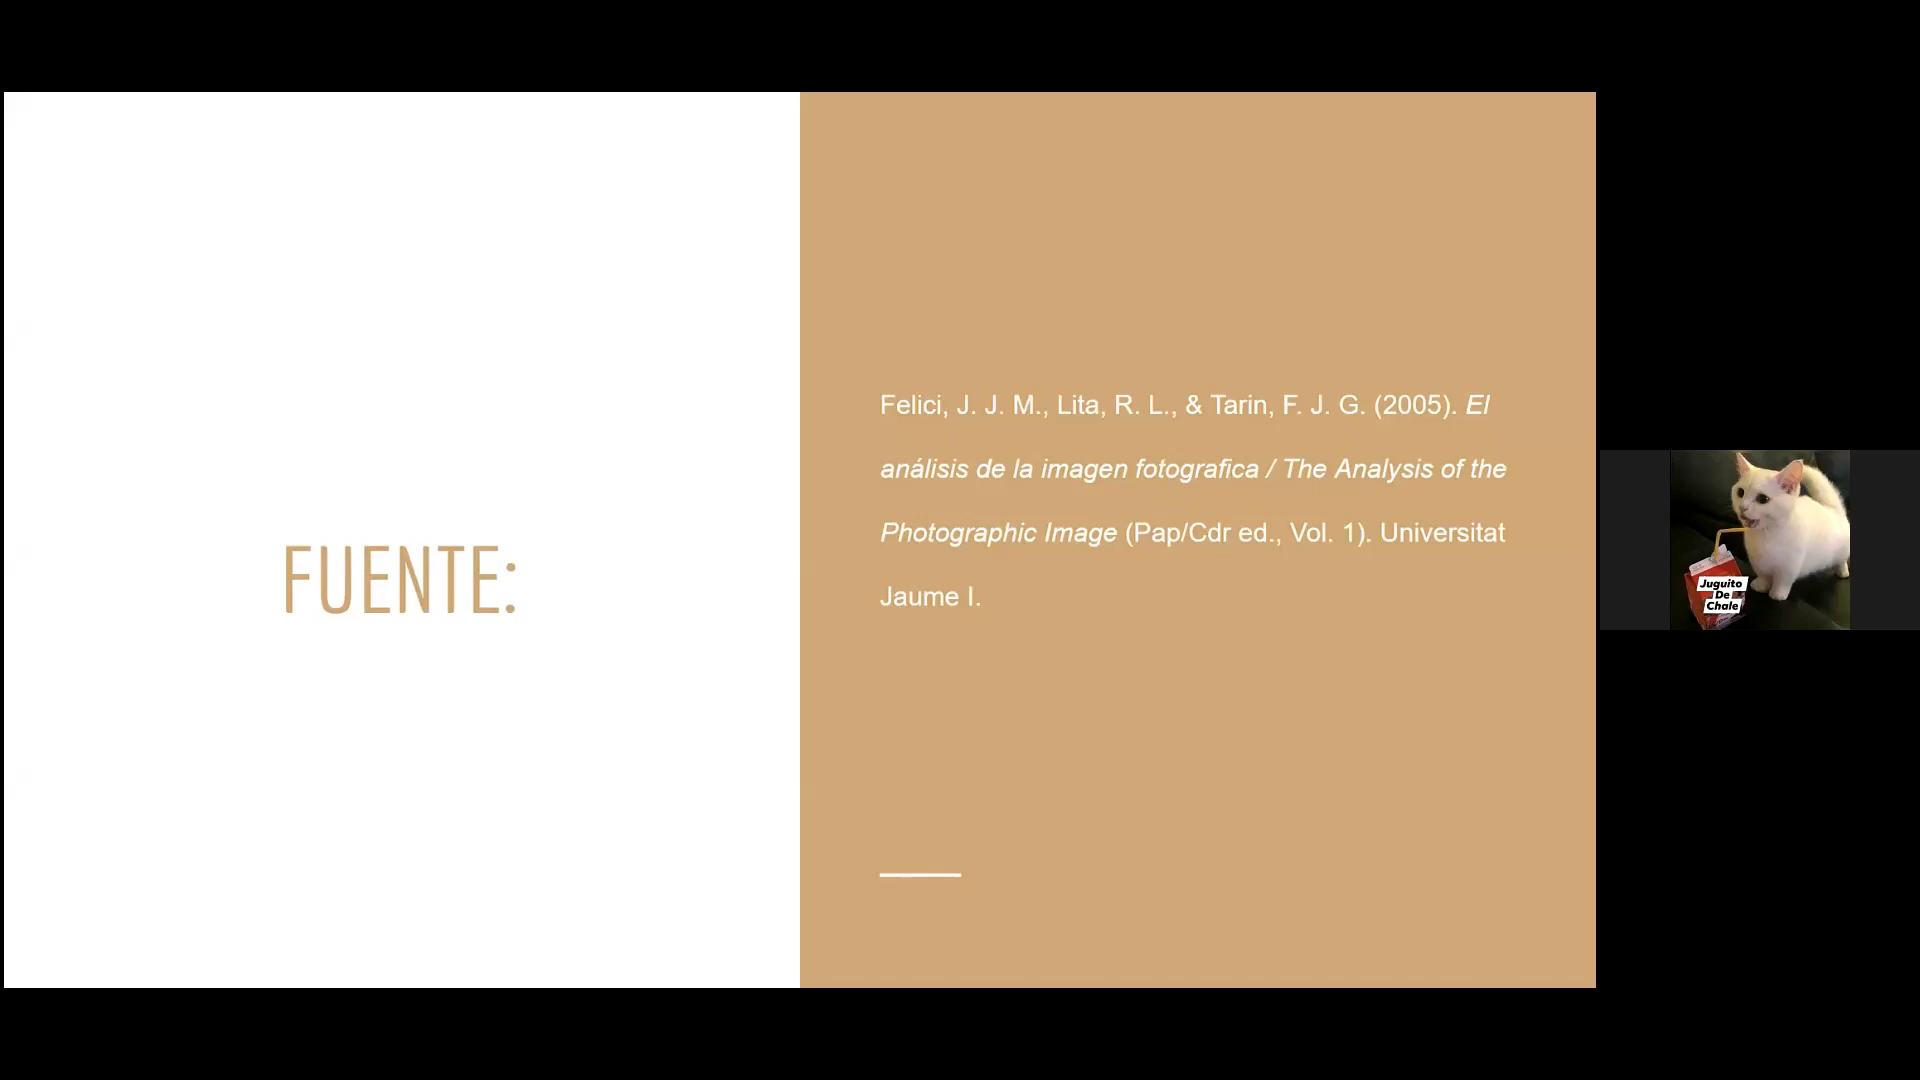 FUENTE:
Felici, J. J. M., Lita, R. L., & Tarin, F. J. G. (2005). El
análisis de la imagen fotografica / The Analysis of the
Photographic Image (Pap/Cdr ed., Vol. 1). Universitat
Jaume I.
Juguito
De
Chale